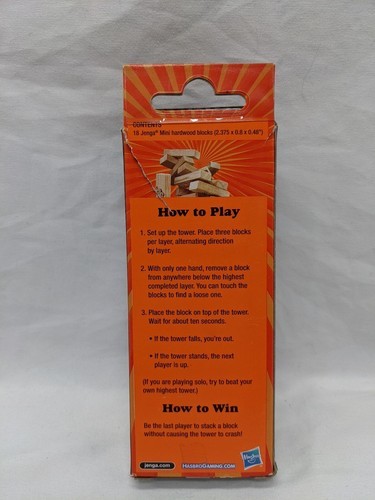 CONTENTS
18 Jenga® Mini hardwood blocks (2.375 x 0.8 x 0.48")
How to Play
1. Set up the tower. Place three blocks
per layer, alternating direction
by layer.
2. With only one hand, remove a block
from anywhere below the highest
completed layer. You can touch the
blocks to find a loose one.
3. Place the block on top of the tower.
Wait for about ten seconds.
• If the tower falls, you're out.
• If the tower stands, the next
player is up.
(If you are playing solo, try to beat your
own highest tower.)
How to Win
Be the last player to stack a block
without causing the tower to crash!
jenga.com
HASBROGAMING.COM
Hasbro